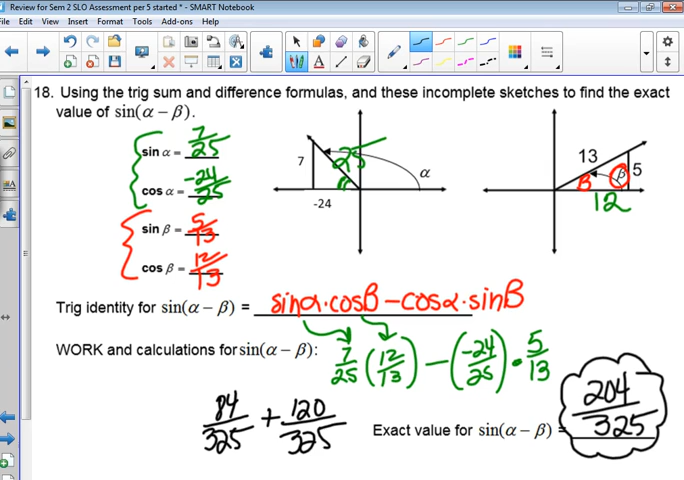 Review for Sem 2 SLO Assessment per 5 started * - SMART Notebook
Edit View Insert Format Tools Add-ons Help
18. Using the trig sum and difference formulas, and these incomplete sketches to find the exact
value of sin(α − β).
sin α = 7/25
cos α = -24/25
sin β = 5/13
cos β = 12/13
7 25 α
-24
13 5
β β
12
Trig identity for sin(α − β) = sinα·cosβ − cosα·sinβ
WORK and calculations for sin(α − β): 7/25 (12/13) − (-24/25) · 5/13
84/325 + 120/325
Exact value for sin(α − β) = 204/325